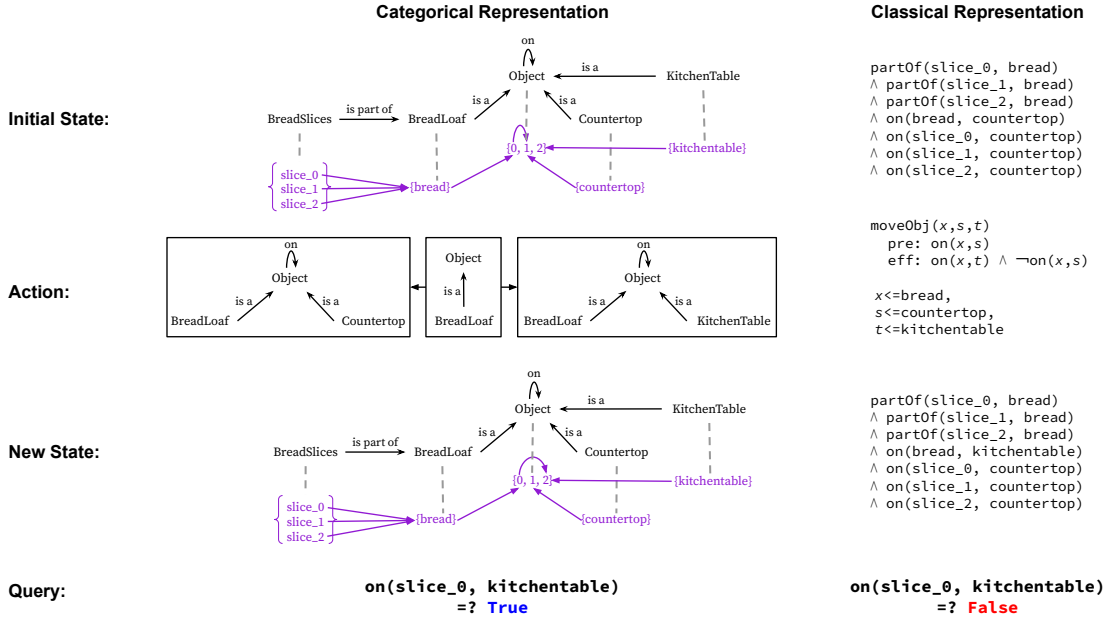 Categorical Representation
Classical Representation
Initial State:
on
Object
is a
KitchenTable
BreadSlices
is part of
BreadLoaf
is a
is a
Countertop
{0, 1, 2}
{kitchentable}
slice_0
slice_1
slice_2
{bread}
{countertop}
partOf(slice_0, bread)
∧ partOf(slice_1, bread)
∧ partOf(slice_2, bread)
∧ on(bread, countertop)
∧ on(slice_0, countertop)
∧ on(slice_1, countertop)
∧ on(slice_2, countertop)
Action:
on
Object
is a
is a
BreadLoaf
Countertop
Object
is a
BreadLoaf
on
Object
is a
is a
BreadLoaf
KitchenTable
moveObj(x,s,t)
pre: on(x,s)
eff: on(x,t) ∧ ¬on(x,s)
x<=bread,
s<=countertop,
t<=kitchentable
New State:
on
Object
is a
KitchenTable
BreadSlices
is part of
BreadLoaf
is a
is a
Countertop
{0, 1, 2}
{kitchentable}
slice_0
slice_1
slice_2
{bread}
{countertop}
partOf(slice_0, bread)
∧ partOf(slice_1, bread)
∧ partOf(slice_2, bread)
∧ on(bread, kitchentable)
∧ on(slice_0, countertop)
∧ on(slice_1, countertop)
∧ on(slice_2, countertop)
Query:
on(slice_0, kitchentable)
=? True
on(slice_0, kitchentable)
=? False